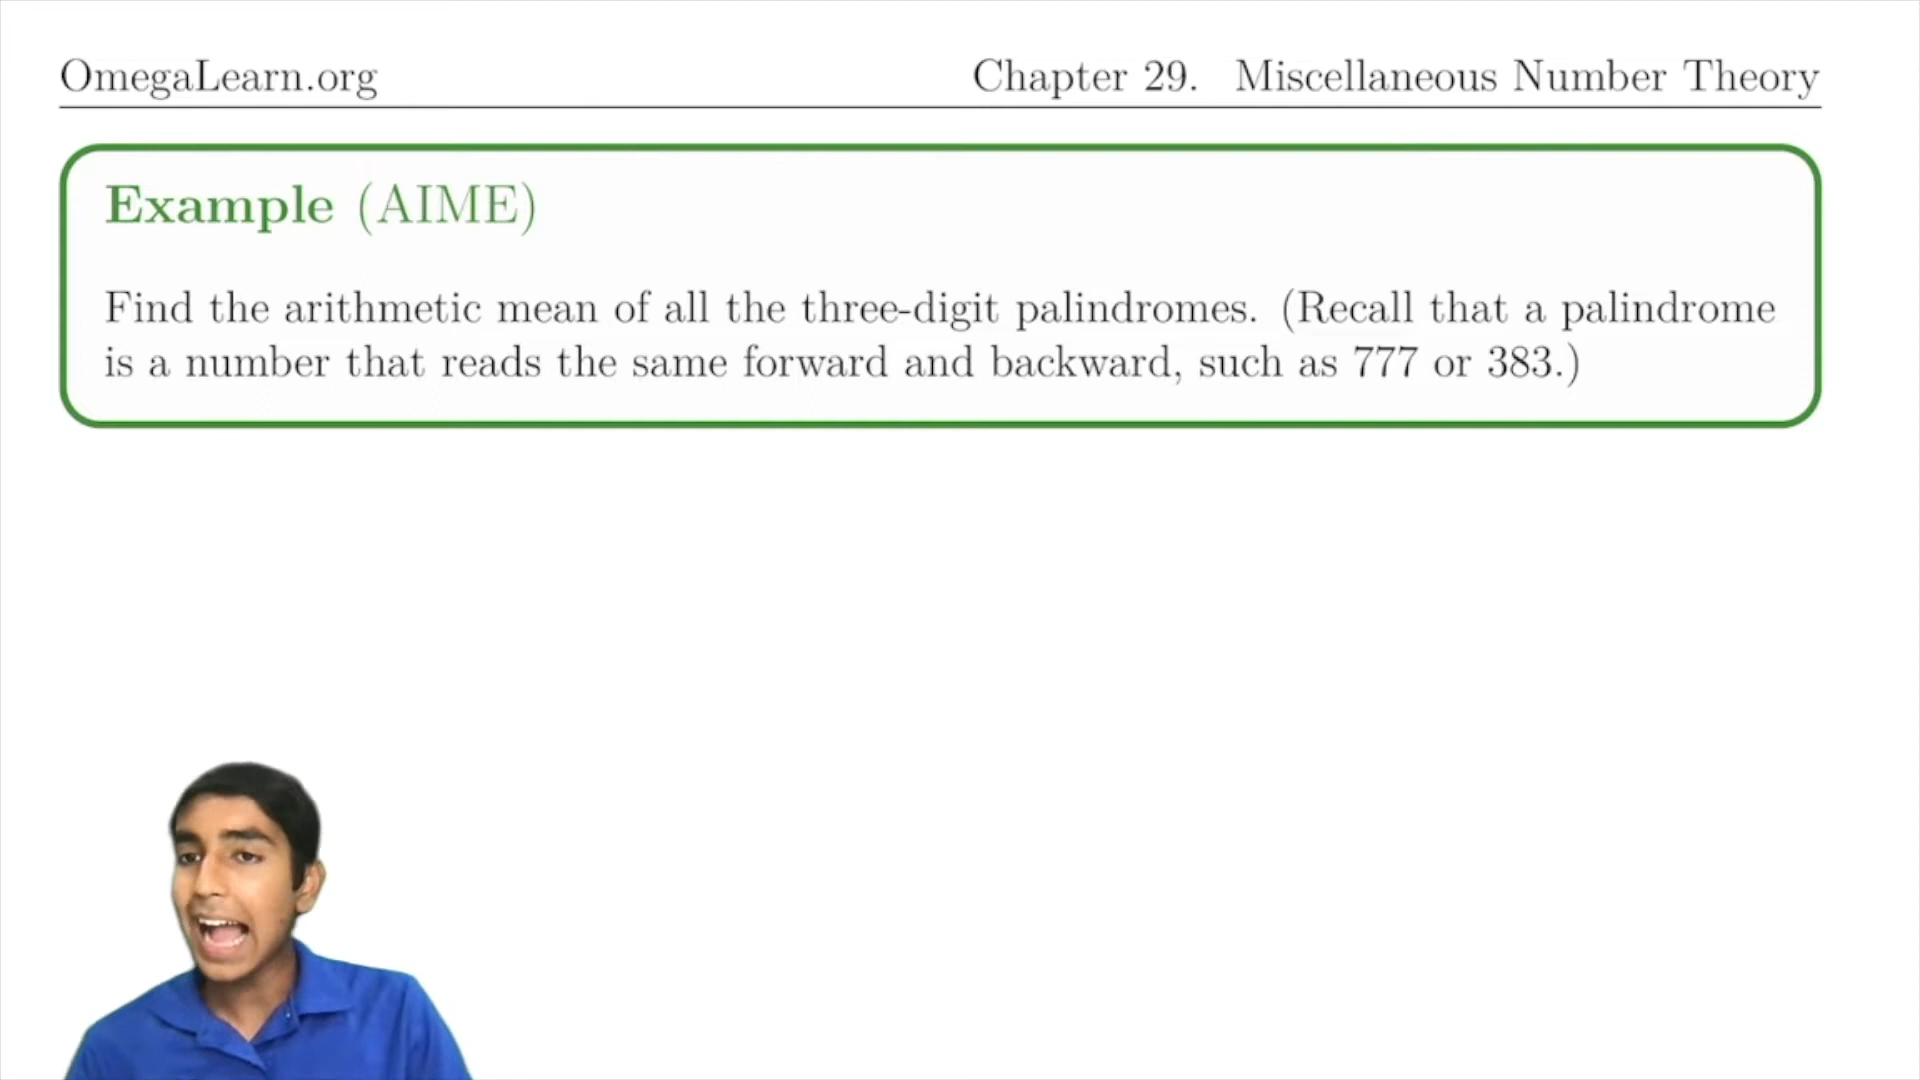 OmegaLearn.org Chapter 29. Miscellaneous Number Theory
Example (AIME)
Find the arithmetic mean of all the three-digit palindromes. (Recall that a palindrome
is a number that reads the same forward and backward, such as 777 or 383.)